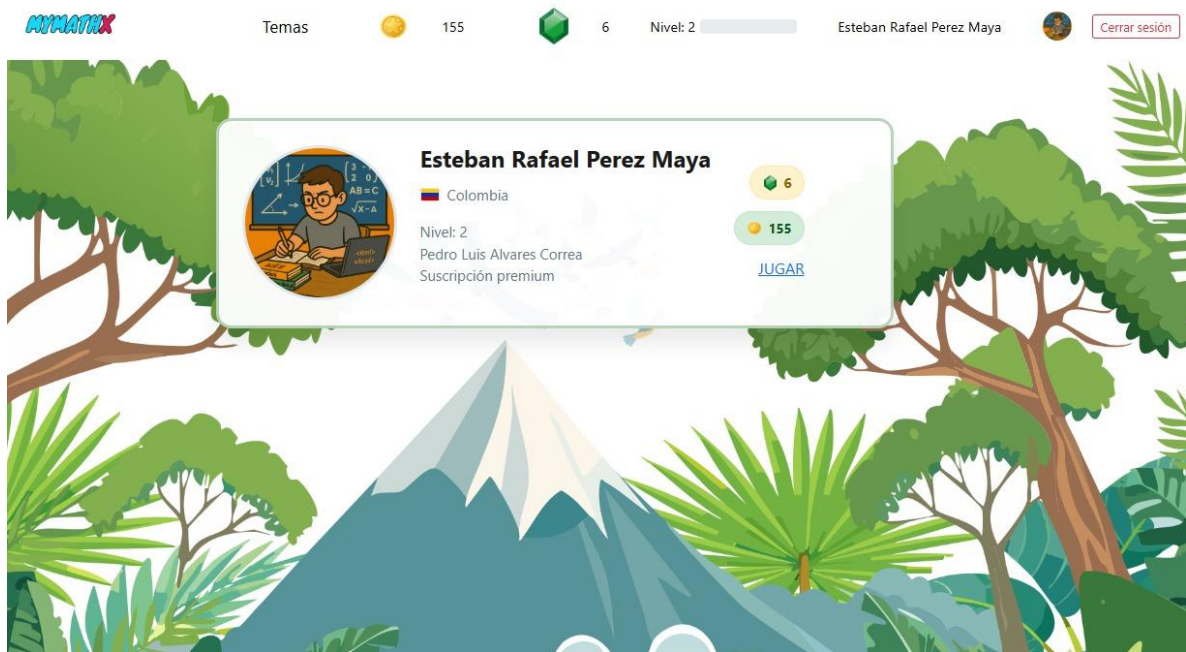 MYMATHX
Temas
155
6
Nivel: 2
Esteban Rafael Perez Maya
Cerrar sesión
Esteban Rafael Perez Maya
Colombia
Nivel: 2
Pedro Luis Alvares Correa
Suscripción premium
6
155
JUGAR
AB = C
√X-A